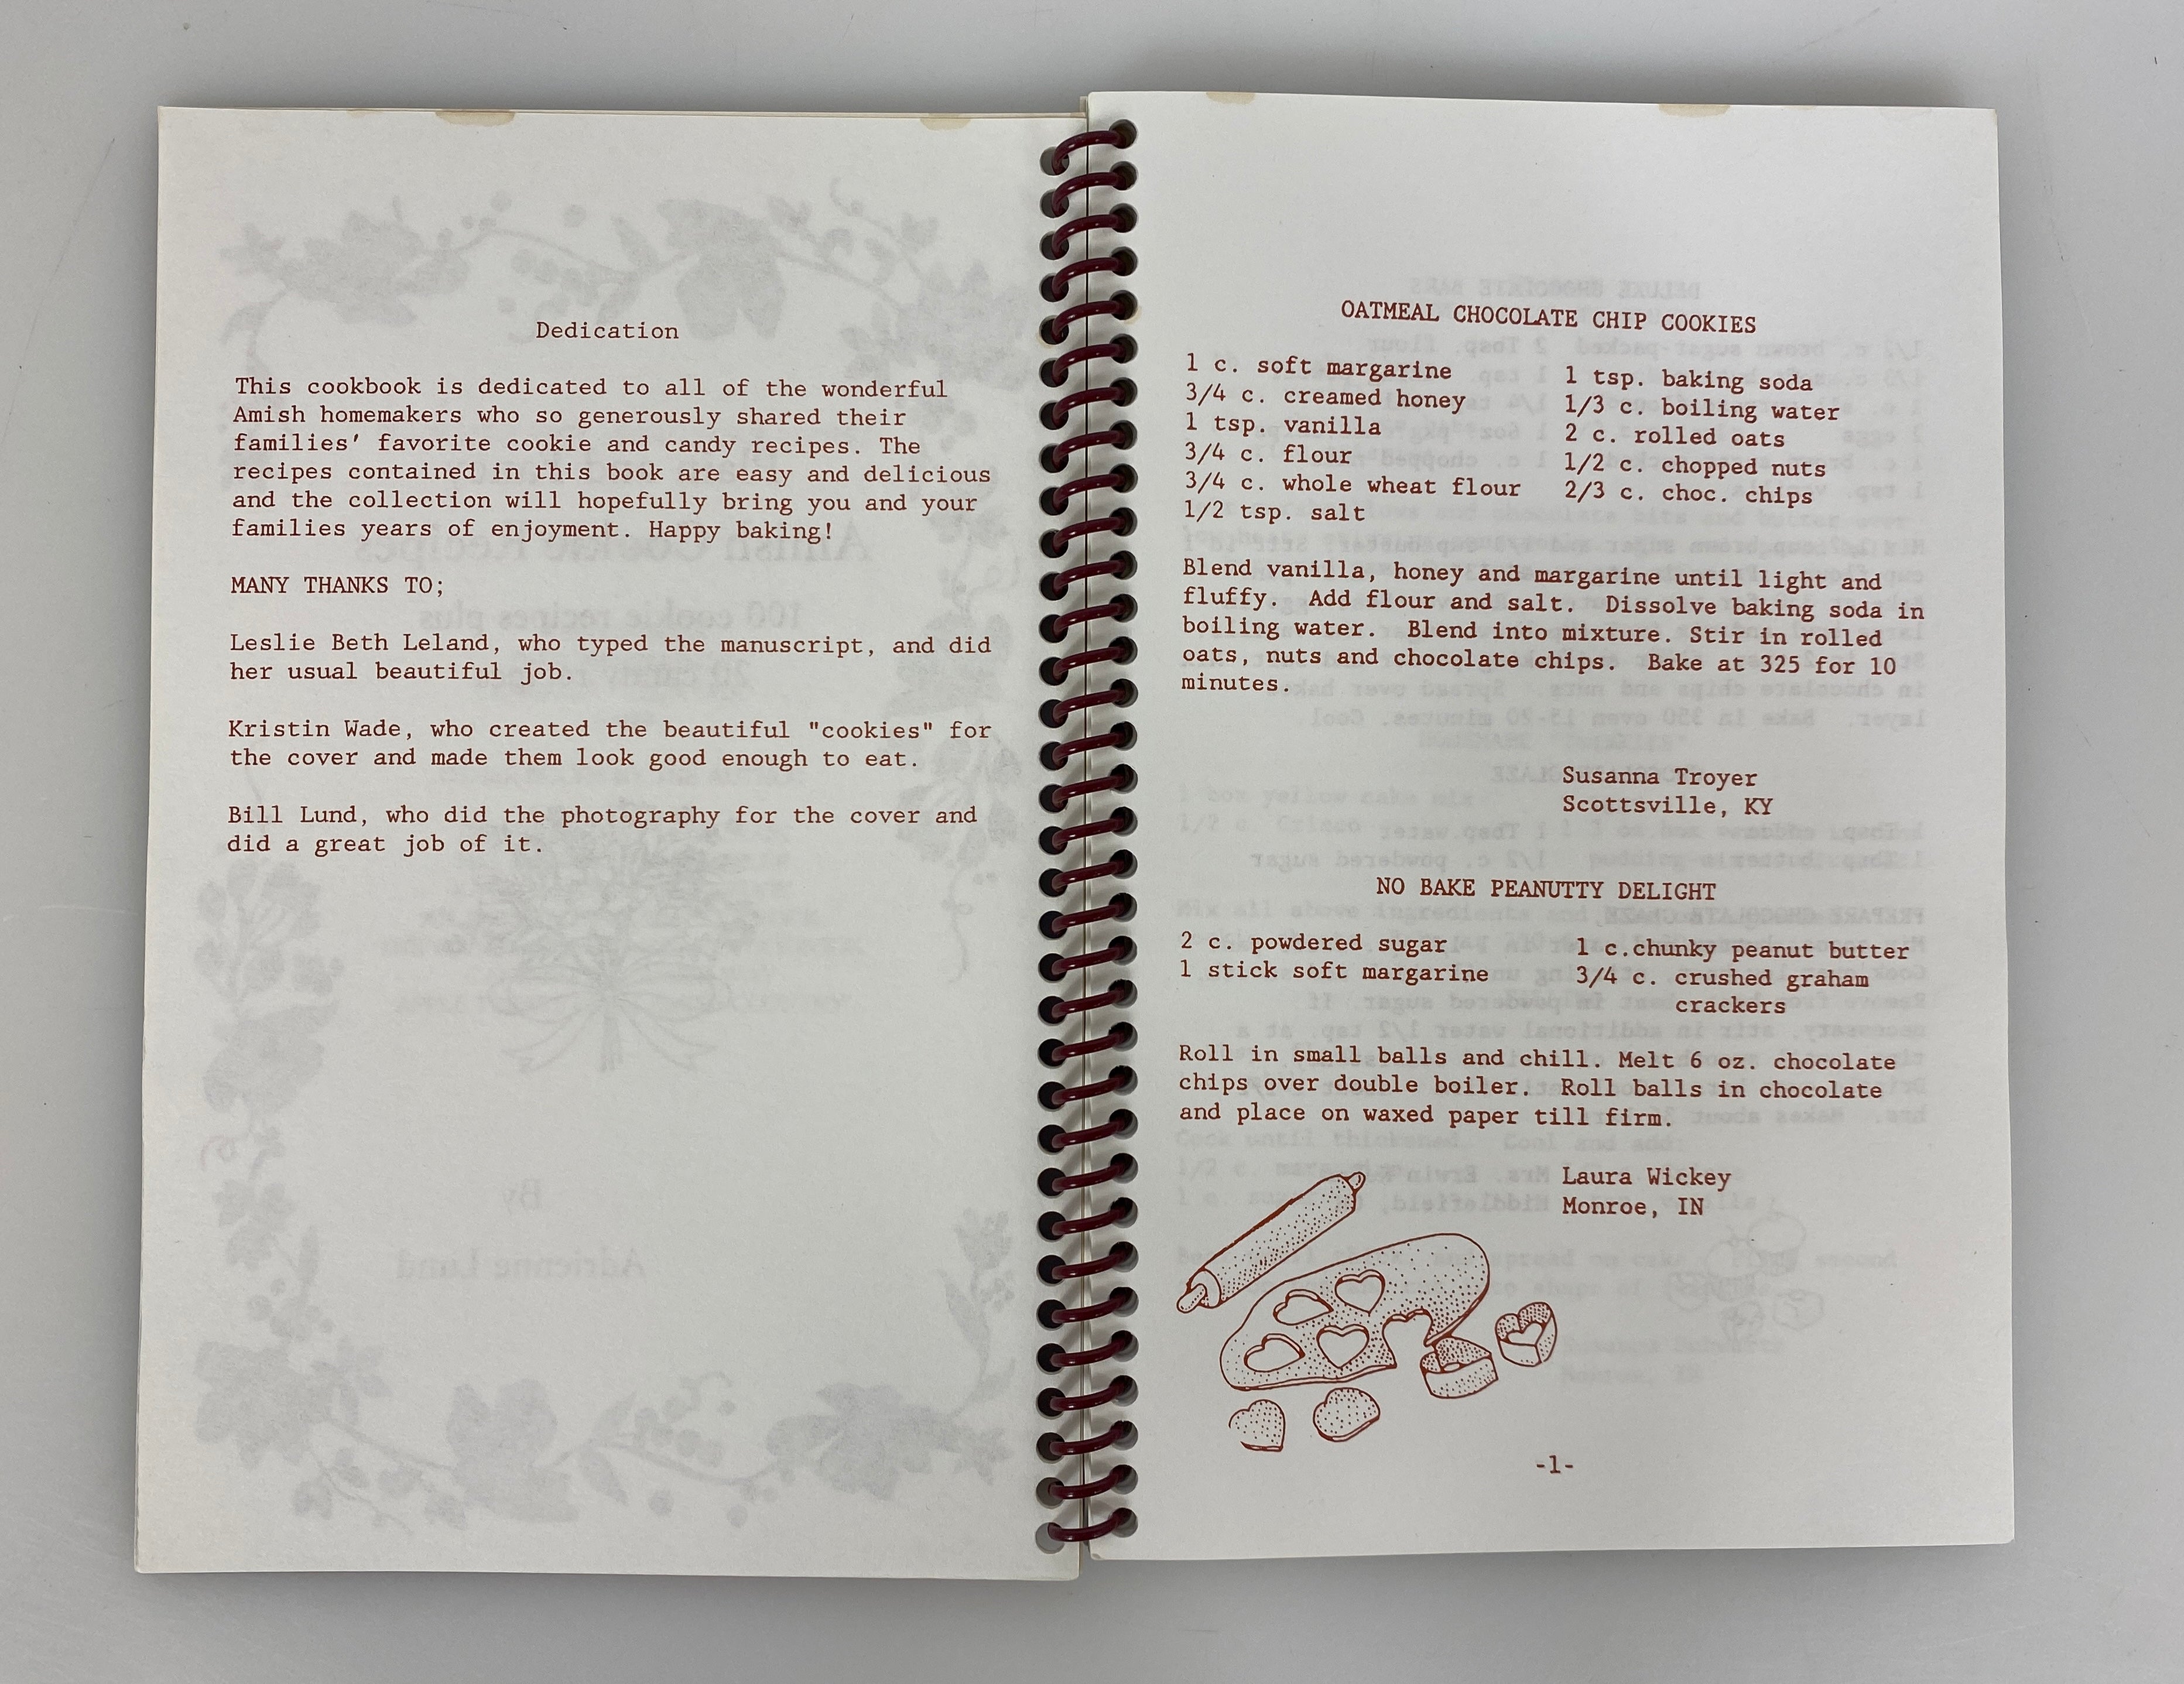 Dedication
This cookbook is dedicated to all of the wonderful
Amish homemakers who so generously shared their
families' favorite cookie and candy recipes. The
recipes contained in this book are easy and delicious
and the collection will hopefully bring you and your
families years of enjoyment. Happy baking!
MANY THANKS TO;
Leslie Beth Leland, who typed the manuscript, and did
her usual beautiful job.
Kristin Wade, who created the beautiful "cookies" for
the cover and made them look good enough to eat.
Bill Lund, who did the photography for the cover and
did a great job of it.
OATMEAL CHOCOLATE CHIP COOKIES
1 c. soft margarine
3/4 c. creamed honey
1 tsp. vanilla
3/4 c. flour
3/4 c. whole wheat flour
1/2 tsp. salt
1 tsp. baking soda
1/3 c. boiling water
2 c. rolled oats
1/2 c. chopped nuts
2/3 c. choc. chips
Blend vanilla, honey and margarine until light and
fluffy. Add flour and salt. Dissolve baking soda in
boiling water. Blend into mixture. Stir in rolled
oats, nuts and chocolate chips. Bake at 325 for 10
minutes.
Susanna Troyer
Scottsville, KY
NO BAKE PEANUTTY DELIGHT
2 c. powdered sugar
1 stick soft margarine
1 c.chunky peanut butter
3/4 c. crushed graham
crackers
Roll in small balls and chill. Melt 6 oz. chocolate
chips over double boiler. Roll balls in chocolate
and place on waxed paper till firm.
Laura Wickey
Monroe, IN
-1-